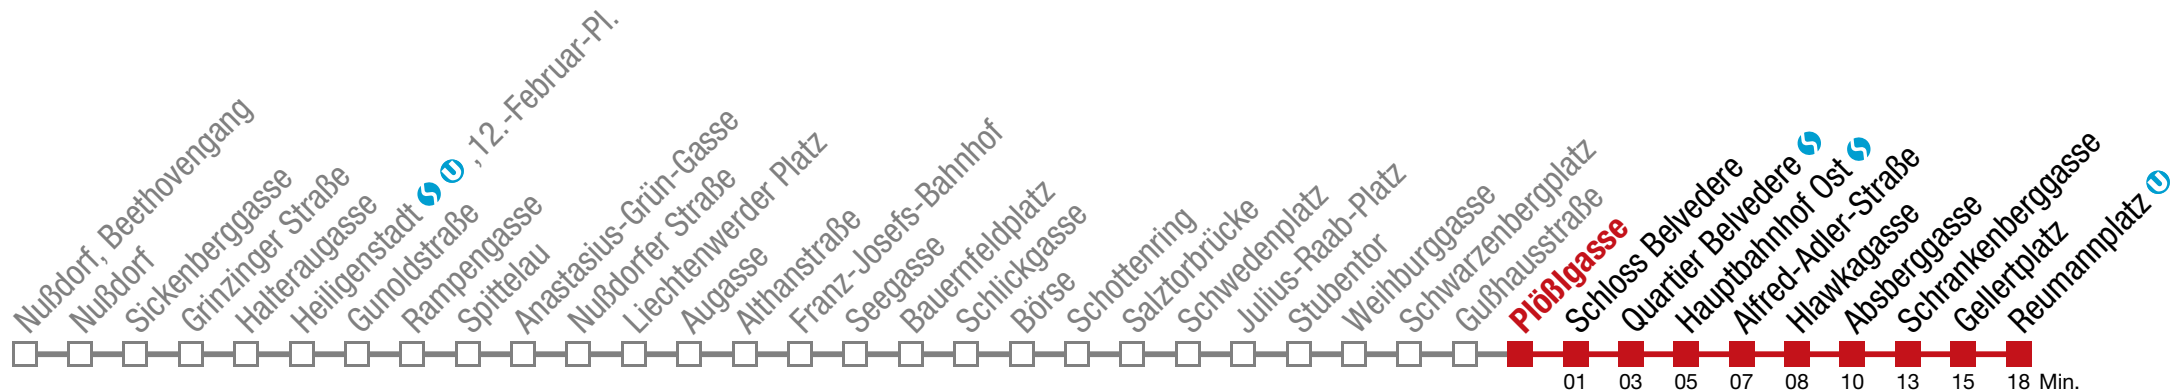 Nußdorf, Beethovengang
Nußdorf
Sickenberggasse
Grinzinger Straße
Halteraugasse
Heiligenstadt S U , 12.-Februar-Pl.
Gunoldstraße
Rampengasse
Spittelau
Anastasius-Grün-Gasse
Nußdorfer Straße
Liechtenwerder Platz
Augasse
Althanstraße
Franz-Josefs-Bahnhof
Seegasse
Bauernfeldplatz
Schlickgasse
Börse
Schottenring
Salztorbrücke
Schwedenplatz
Julius-Raab-Platz
Stubentor
Weihburggasse
Schwarzenbergplatz
Gußhausstraße
Plößlgasse
Schloss Belvedere
Quartier Belvedere S
Hauptbahnhof Ost S
Alfred-Adler-Straße
Hlawkagasse
Absberggasse
Schrankenberggasse
Gellertplatz
Reumannplatz U
01 03 05 07 08 10 13 15 18 Min.